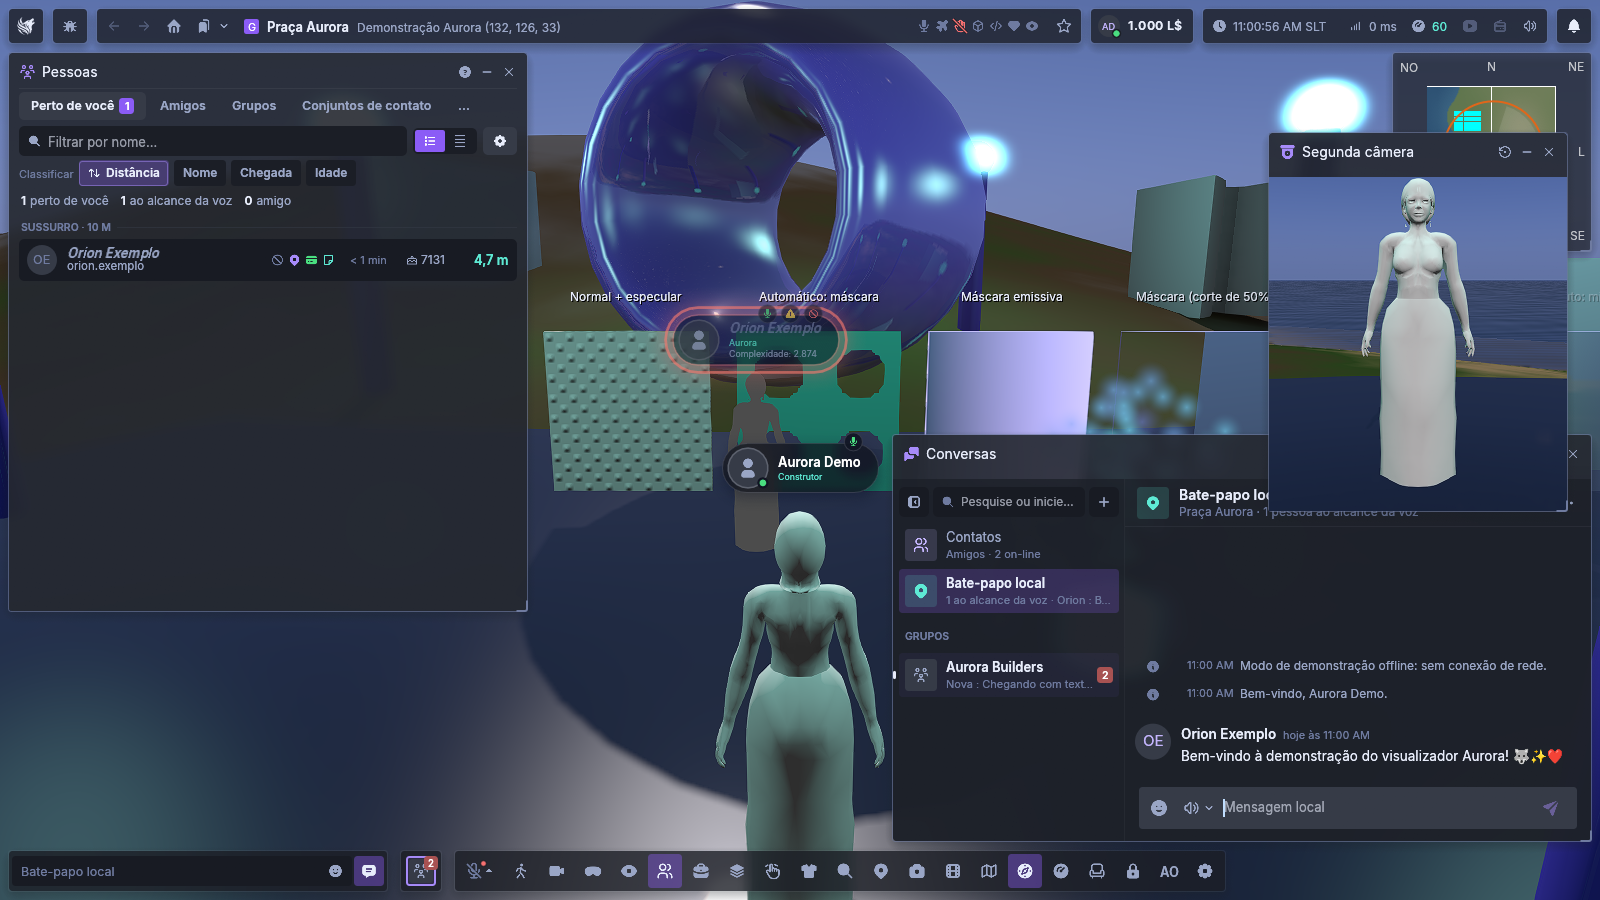 Praça Aurora Demonstração Aurora (132, 126, 33)
AD 1.000 L$
11:00:56 AM SLT 0 ms 60
Pessoas
Perto de você 1 Amigos Grupos Conjuntos de contato ...
Filtrar por nome...
Classificar Distância Nome Chegada Idade
1 perto de você 1 ao alcance da voz 0 amigo
SUSSURRO · 10 M
OE Orion Exemplo
orion.exemplo
< 1 min 7131 4,7 m
NO N NE
L
SE
Segunda câmera
Normal + especular
Automático: máscara
Máscara emissiva
Máscara (corte de 50%
Orion Exemplo
Aurora
Complexidade: 2.874
Aurora Demo
Construtor
Conversas
Pesquise ou inicie...
Contatos
Amigos · 2 on-line
Bate-papo local
1 ao alcance da voz · Orion : B...
GRUPOS
Aurora Builders
Nova : Chegando com text... 2
Bate-papo loc
Praça Aurora · 1 pessoa ao alcance da voz
11:00 AM Modo de demonstração offline: sem conexão de rede.
11:00 AM Bem-vindo, Aurora Demo.
OE Orion Exemplo hoje às 11:00 AM
Bem-vindo à demonstração do visualizador Aurora! 🐺✨❤️
Mensagem local
Bate-papo local
2
AO